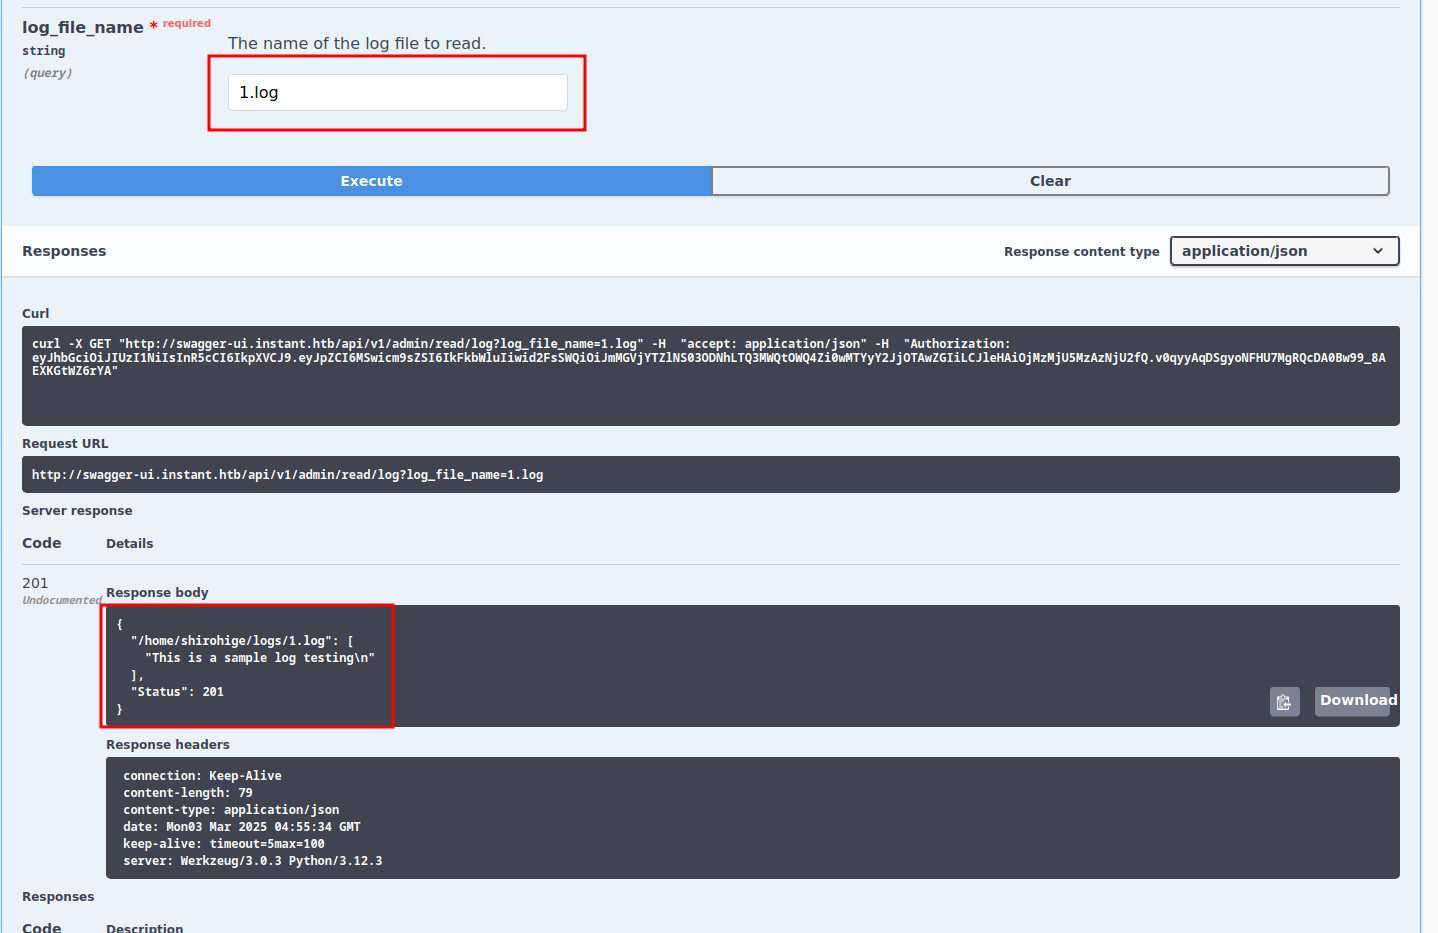 log_file_name * required
string
(query)
The name of the log file to read.
1.log
Execute
Clear
Responses
Response content type
application/json
Curl
curl -X GET "http://swagger-ui.instant.htb/api/v1/admin/read/log?log_file_name=1.log" -H  "accept: application/json" -H  "Authorization:
eyJhbGciOiJIUzI1NiIsInR5cCI6IkpXVCJ9.eyJpZCI6MSwicm9sZSI6IkFkbWluIiwid2FsSWQiOiJmMGVjYTZlNS03ODNhLTQ3MWQtOWQ4Zi0wMTYyY2JjOTAwZGIiLCJleHAiOjMzMjU5MzAzNjU2fQ.v0qyyAqDSgyoNFHU7MgRQcDA0Bw99_8A
EXKGtWZ6rYA"
Request URL
http://swagger-ui.instant.htb/api/v1/admin/read/log?log_file_name=1.log
Server response
Code
Details
201
Undocumented
Response body
{
"/home/shirohige/logs/1.log": [
"This is a sample log testing\n"
],
"Status": 201
}
Download
Response headers
connection: Keep-Alive
content-length: 79
content-type: application/json
date: Mon03 Mar 2025 04:55:34 GMT
keep-alive: timeout=5max=100
server: Werkzeug/3.0.3 Python/3.12.3
Responses
Code
Description